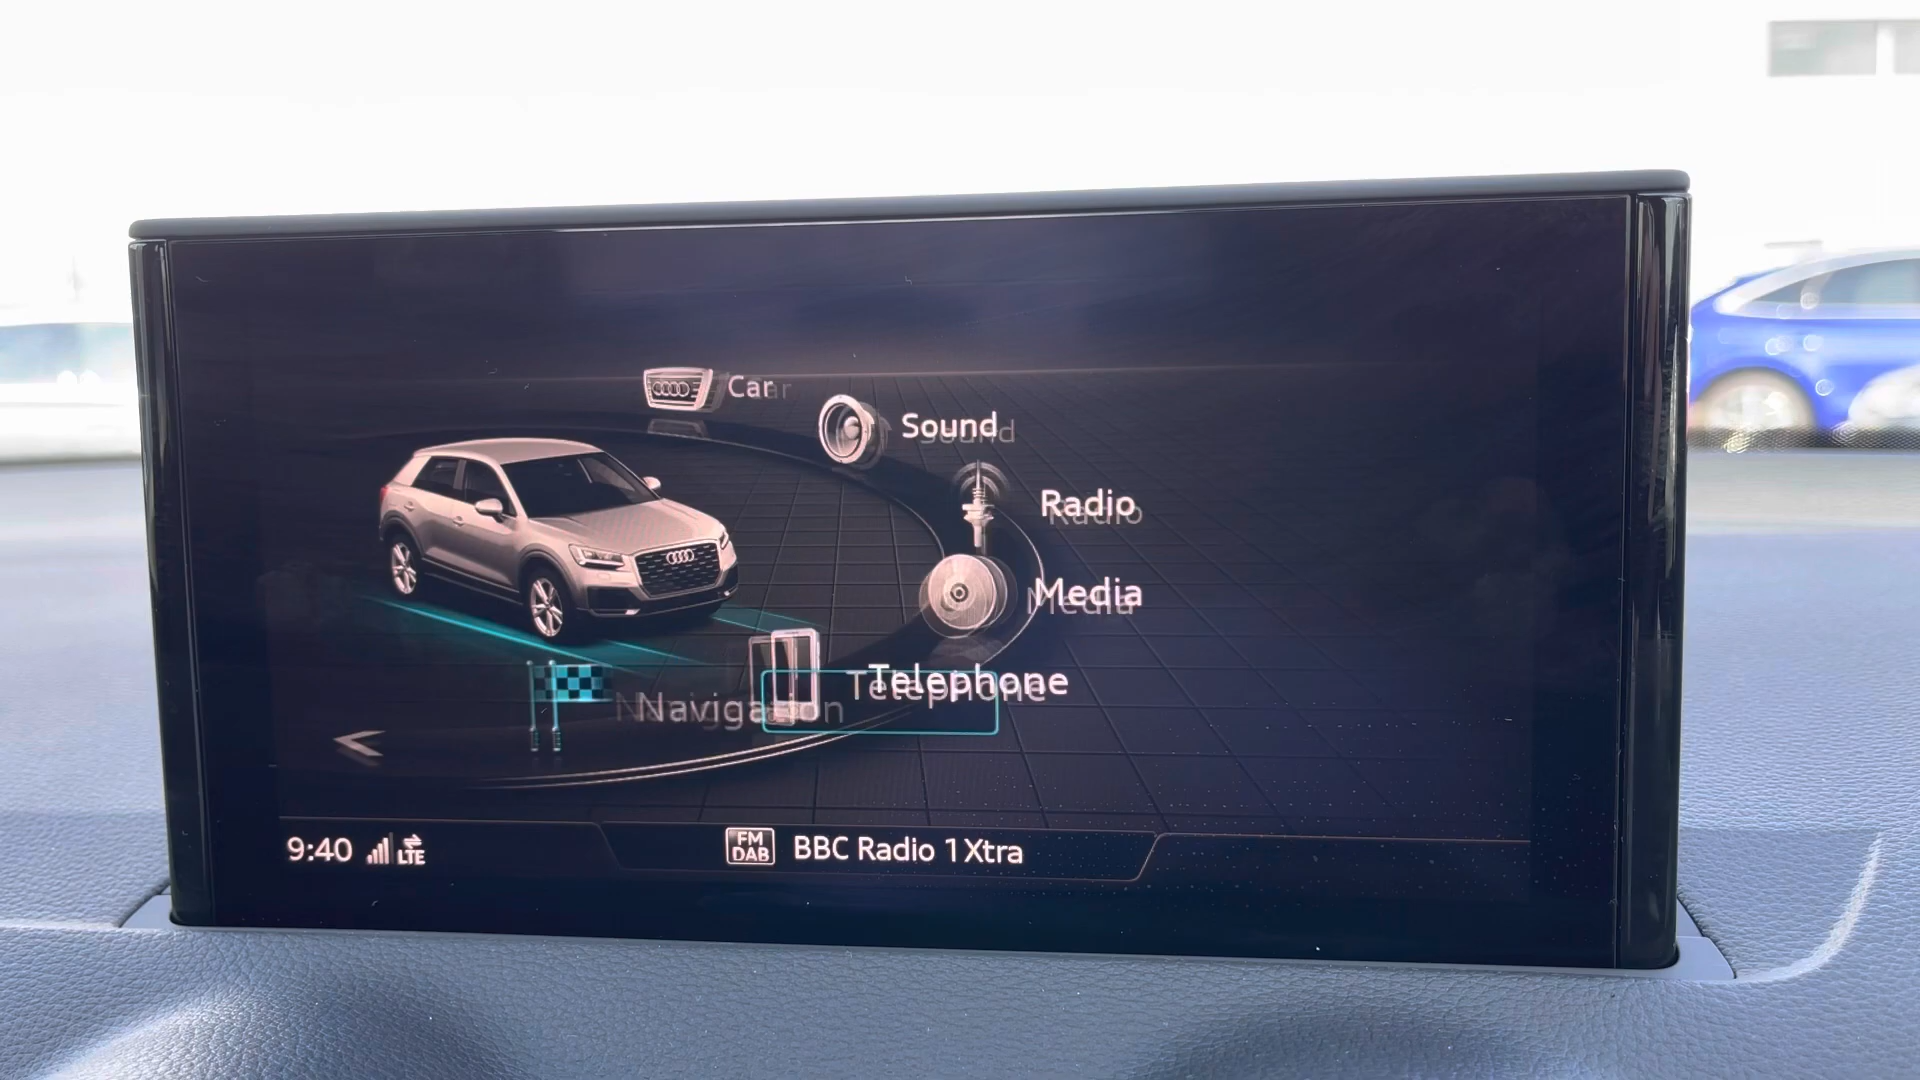 Car
Sound
Radio
Media
Telephone
Navigation
9:40 LTE
FM DAB BBC Radio 1Xtra